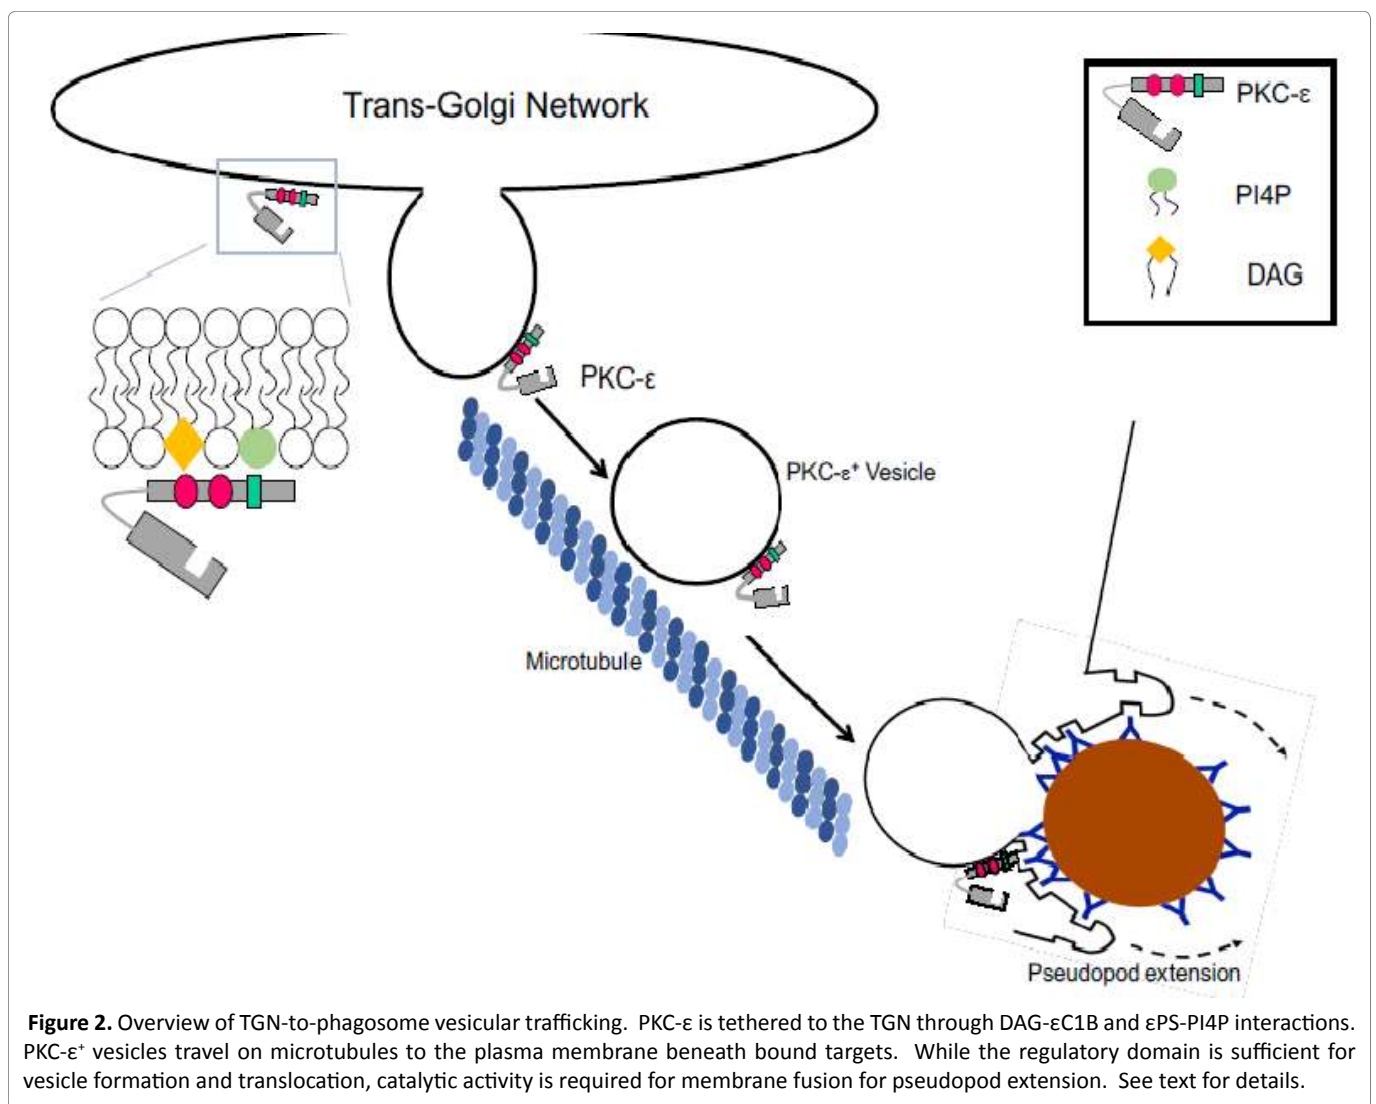 Trans-Golgi Network
PKC-ε
PI4P
DAG
PKC-ε
PKC-ε⁺ Vesicle
Microtubule
Pseudopod extension
Figure 2. Overview of TGN-to-phagosome vesicular trafficking. PKC-ε is tethered to the TGN through DAG-εC1B and εPS-PI4P interactions.
PKC-ε⁺ vesicles travel on microtubules to the plasma membrane beneath bound targets. While the regulatory domain is sufficient for
vesicle formation and translocation, catalytic activity is required for membrane fusion for pseudopod extension. See text for details.